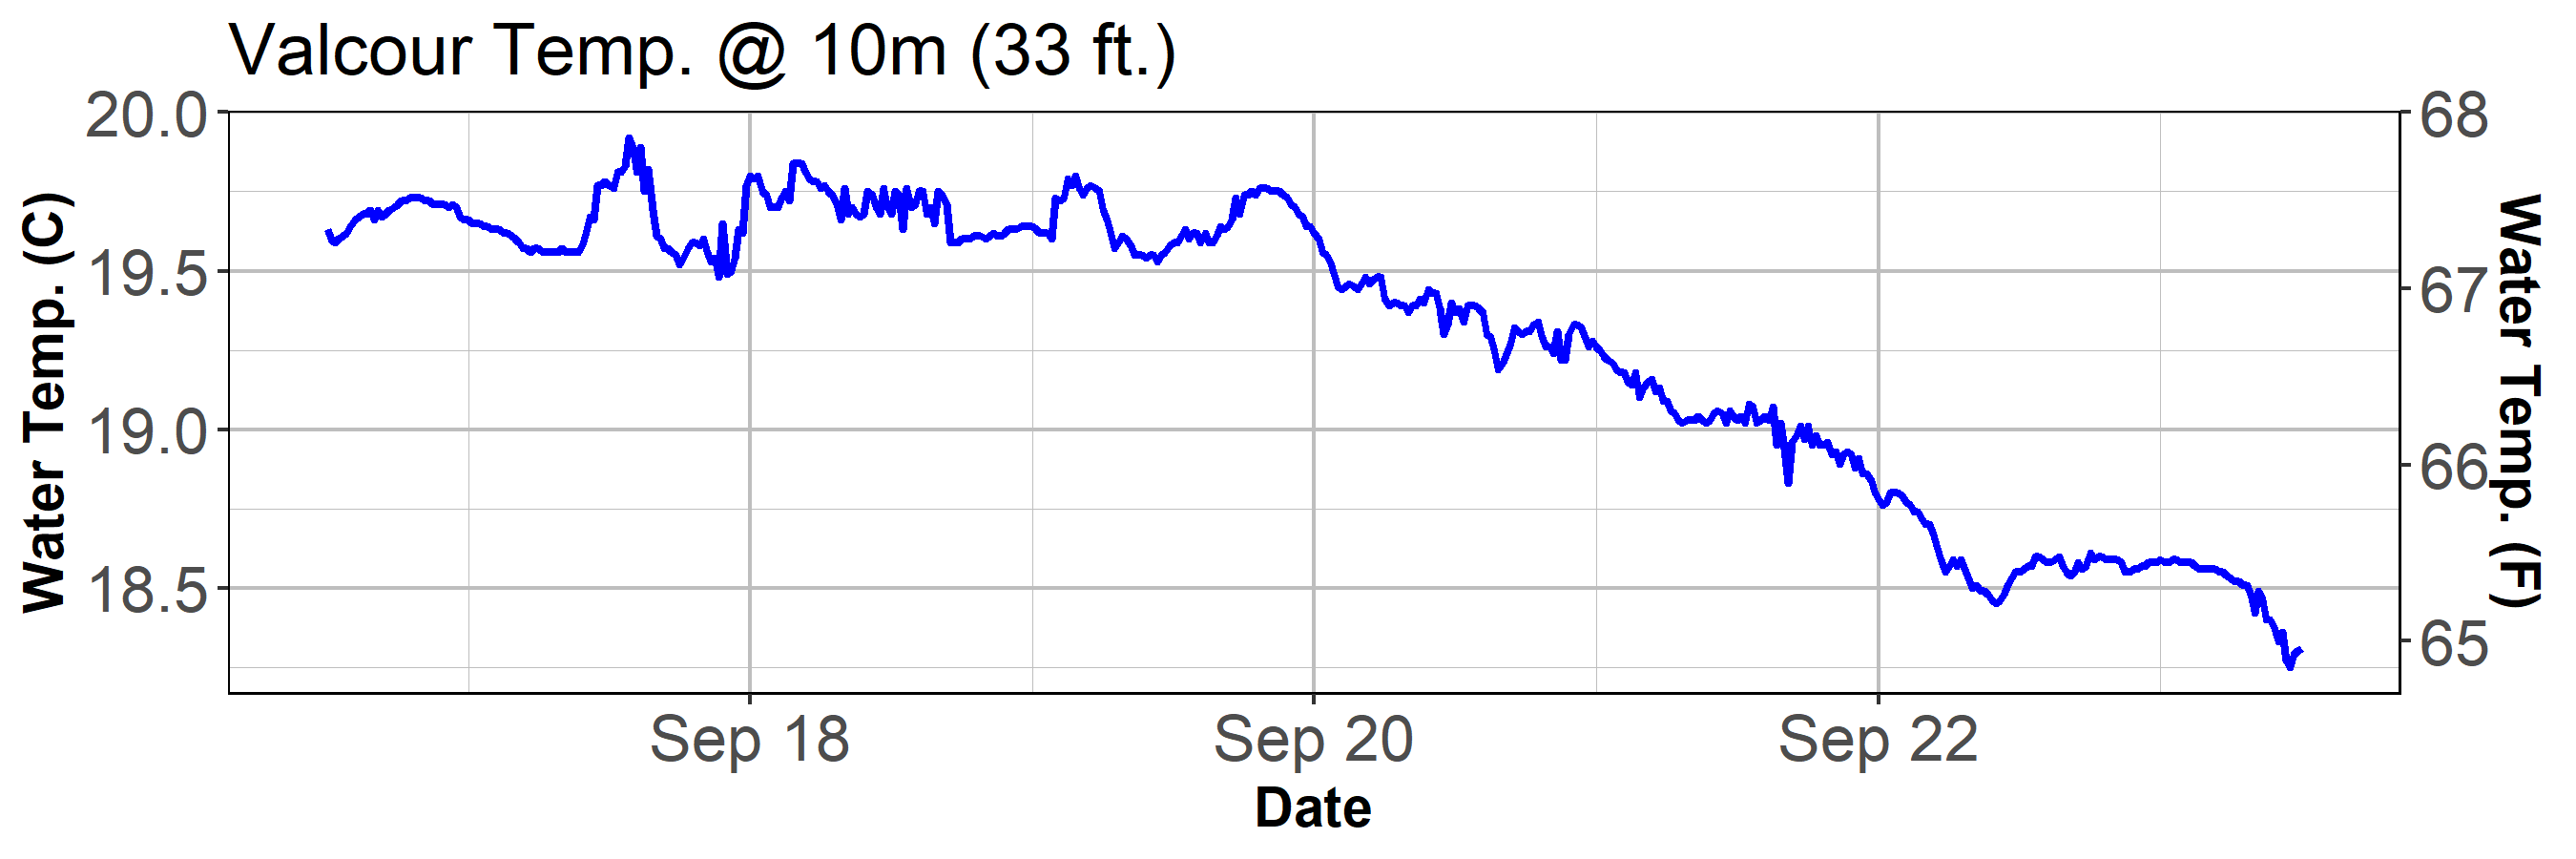 Valcour Temp. @ 10m (33 ft.)
Water Temp. (C)
20.0
19.5
19.0
18.5
68
67
66
65
Water Temp. (F)
Sep 18
Sep 20
Sep 22
Date